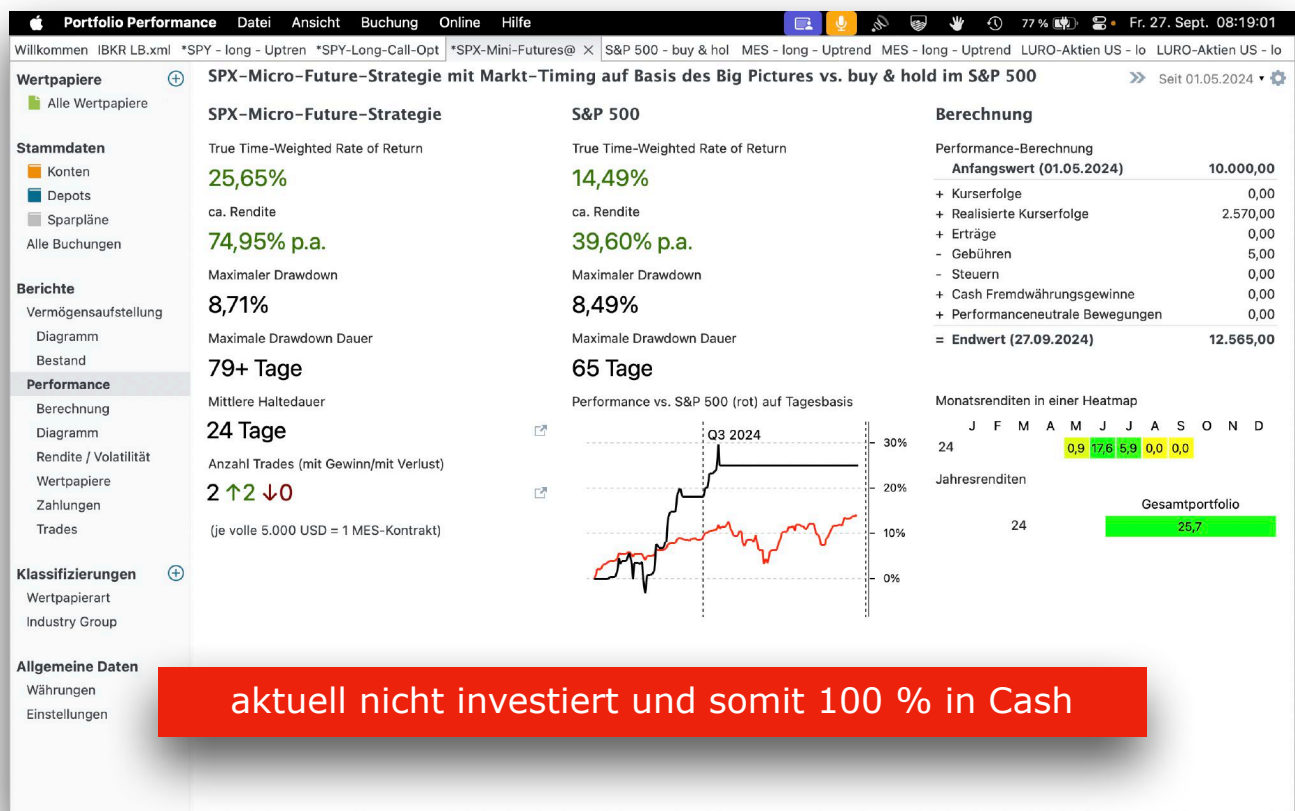 Portfolio Performance Datei Ansicht Buchung Online Hilfe 77 % Fr. 27. Sept. 08:19:01
Willkommen IBKR LB.xml *SPY - long - Uptren *SPY-Long-Call-Opt *SPX-Mini-Futures@ × S&P 500 - buy & hol MES - long - Uptrend MES - long - Uptrend LURO-Aktien US - lo LURO-Aktien US - lo
Wertpapiere
Alle Wertpapiere
Stammdaten
Konten
Depots
Sparpläne
Alle Buchungen
Berichte
Vermögensaufstellung
Diagramm
Bestand
Performance
Berechnung
Diagramm
Rendite / Volatilität
Wertpapiere
Zahlungen
Trades
Klassifizierungen
Wertpapierart
Industry Group
Allgemeine Daten
Währungen
Einstellungen
SPX-Micro-Future-Strategie mit Markt-Timing auf Basis des Big Pictures vs. buy & hold im S&P 500
Seit 01.05.2024
SPX-Micro-Future-Strategie
True Time-Weighted Rate of Return
25,65%
ca. Rendite
74,95% p.a.
Maximaler Drawdown
8,71%
Maximale Drawdown Dauer
79+ Tage
Mittlere Haltedauer
24 Tage
Anzahl Trades (mit Gewinn/mit Verlust)
2 ↑2 ↓0
(je volle 5.000 USD = 1 MES-Kontrakt)
S&P 500
True Time-Weighted Rate of Return
14,49%
ca. Rendite
39,60% p.a.
Maximaler Drawdown
8,49%
Maximale Drawdown Dauer
65 Tage
Performance vs. S&P 500 (rot) auf Tagesbasis
Q3 2024
30%
20%
10%
0%
Berechnung
Performance-Berechnung
Anfangswert (01.05.2024) 10.000,00
+ Kurserfolge 0,00
+ Realisierte Kurserfolge 2.570,00
+ Erträge 0,00
- Gebühren 5,00
- Steuern 0,00
+ Cash Fremdwährungsgewinne 0,00
+ Performanceneutrale Bewegungen 0,00
= Endwert (27.09.2024) 12.565,00
Monatsrenditen in einer Heatmap
J F M A M J J A S O N D
24 0,9 17,6 5,9 0,0 0,0
Jahresrenditen
Gesamtportfolio
24 25,7
aktuell nicht investiert und somit 100 % in Cash